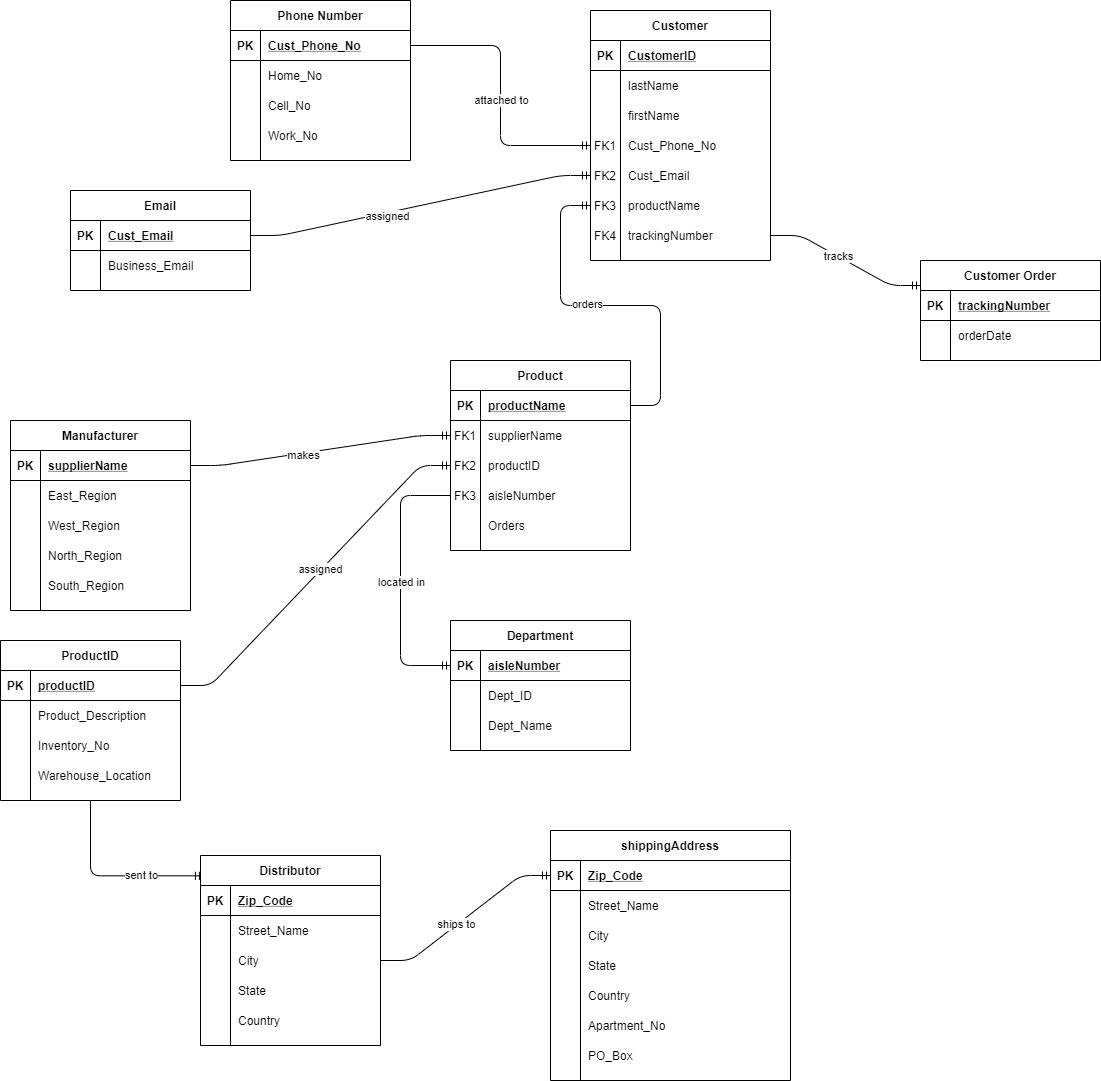 Phone Number
PK Cust_Phone_No
Home_No
Cell_No
Work_No
attached to
Customer
PK CustomerID
lastName
firstName
FK1 Cust_Phone_No
FK2 Cust_Email
FK3 productName
FK4 trackingNumber
Email
PK Cust_Email
Business_Email
assigned
tracks
Customer Order
PK trackingNumber
orderDate
orders
Product
PK productName
FK1 supplierName
FK2 productID
FK3 aisleNumber
Orders
Manufacturer
PK supplierName
East_Region
West_Region
North_Region
South_Region
makes
assigned
located in
Department
PK aisleNumber
Dept_ID
Dept_Name
ProductID
PK productID
Product_Description
Inventory_No
Warehouse_Location
sent to
Distributor
PK Zip_Code
Street_Name
City
State
Country
ships to
shippingAddress
PK Zip_Code
Street_Name
City
State
Country
Apartment_No
PO_Box